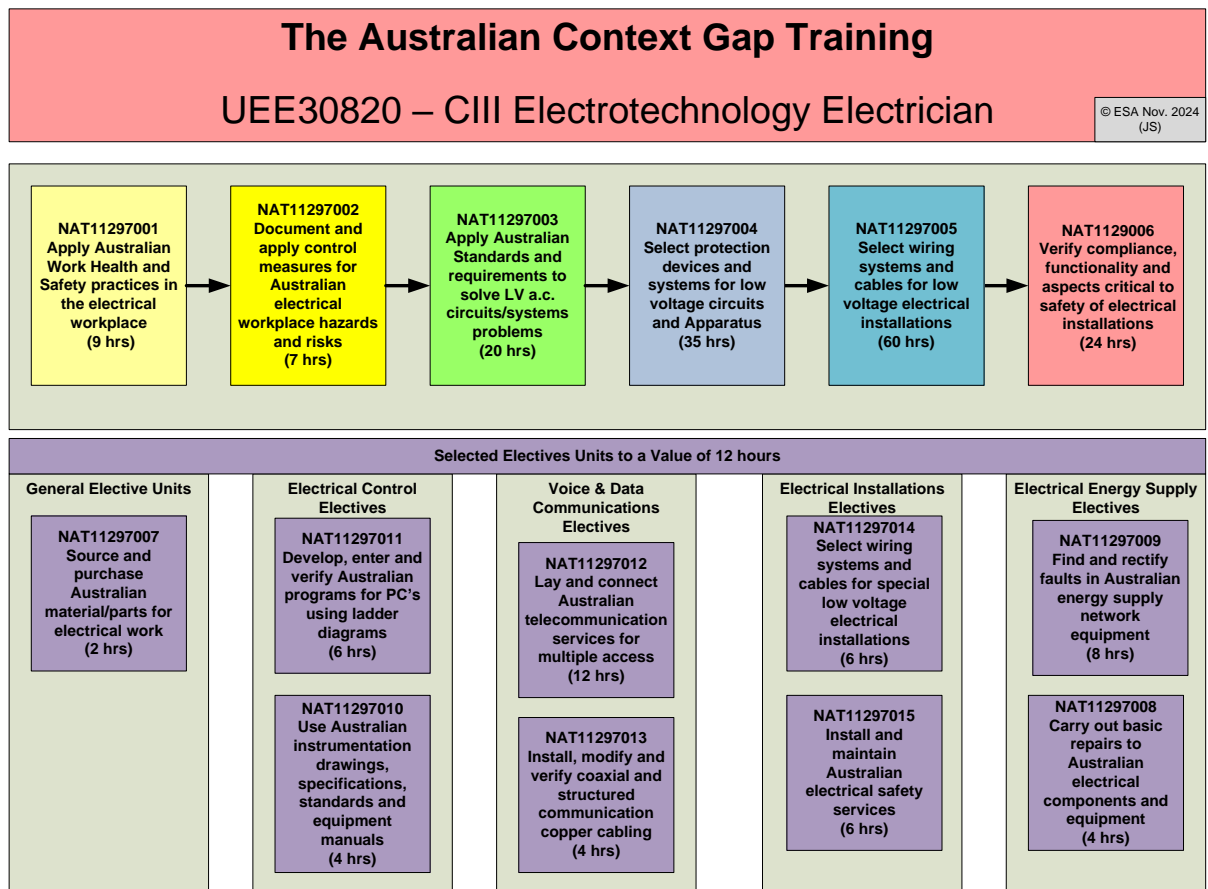 The Australian Context Gap Training
UEE30820 – CIII Electrotechnology Electrician
© ESA Nov. 2024
(JS)
NAT11297001
Apply Australian
Work Health and
Safety practices in
the electrical
workplace
(9 hrs)
NAT11297002
Document and
apply control
measures for
Australian
electrical
workplace hazards
and risks
(7 hrs)
NAT11297003
Apply Australian
Standards and
requirements to
solve LV a.c.
circuits/systems
problems
(20 hrs)
NAT11297004
Select protection
devices and
systems for low
voltage circuits
and Apparatus
(35 hrs)
NAT11297005
Select wiring
systems and
cables for low
voltage electrical
installations
(60 hrs)
NAT1129006
Verify compliance,
functionality and
aspects critical to
safety of electrical
installations
(24 hrs)
Selected Electives Units to a Value of 12 hours
General Elective Units
NAT11297007
Source and
purchase
Australian
material/parts for
electrical work
(2 hrs)
Electrical Control
Electives
NAT11297011
Develop, enter and
verify Australian
programs for PC’s
using ladder
diagrams
(6 hrs)
NAT11297010
Use Australian
instrumentation
drawings,
specifications,
standards and
equipment
manuals
(4 hrs)
Voice & Data
Communications
Electives
NAT11297012
Lay and connect
Australian
telecommunication
services for
multiple access
(12 hrs)
NAT11297013
Install, modify and
verify coaxial and
structured
communication
copper cabling
(4 hrs)
Electrical Installations
Electives
NAT11297014
Select wiring
systems and
cables for special
low voltage
electrical
installations
(6 hrs)
NAT11297015
Install and
maintain
Australian
electrical safety
services
(6 hrs)
Electrical Energy Supply
Electives
NAT11297009
Find and rectify
faults in Australian
energy supply
network
equipment
(8 hrs)
NAT11297008
Carry out basic
repairs to
Australian
electrical
components and
equipment
(4 hrs)